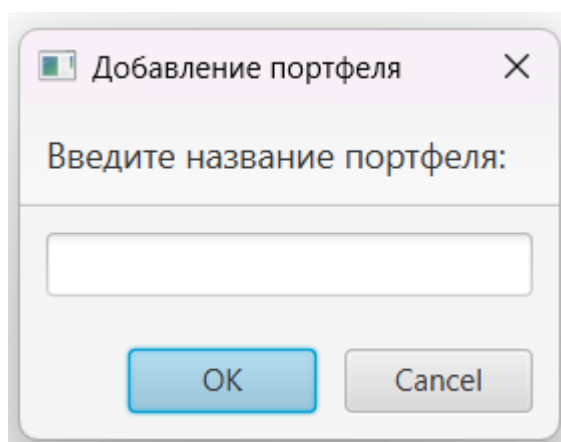 Добавление портфеля
Введите название портфеля:
OK
Cancel